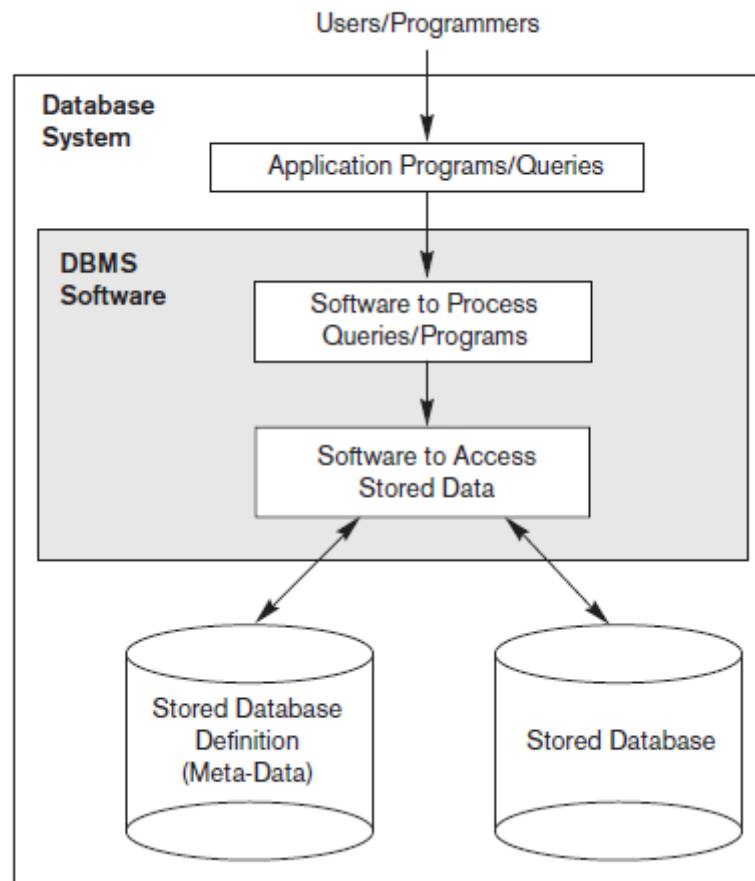 Users/Programmers
Database
System
Application Programs/Queries
DBMS
Software
Software to Process
Queries/Programs
Software to Access
Stored Data
Stored Database
Definition
(Meta-Data)
Stored Database